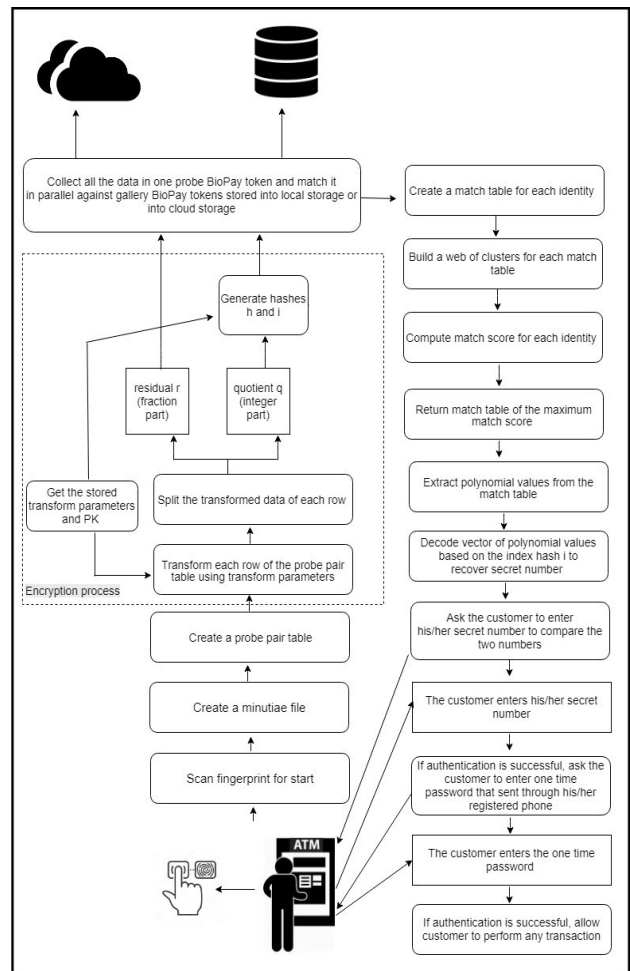 Collect all the data in one probe BioPay token and match it
in parallel against gallery BioPay tokens stored into local storage or
into cloud storage
Create a match table for each identity
Build a web of clusters for each match
table
Generate hashes
h and i
Compute match score for each identity
residual r
(fraction
part)
quotient q
(integer
part)
Return match table of the maximum
match score
Get the stored
transform parameters
and PK
Split the transformed data of each row
Extract polynomial values from the
match table
Transform each row of the probe pair
table using transform parameters
Decode vector of polynomial values
based on the index hash i to
recover secret number
Encryption process
Create a probe pair table
Ask the customer to enter
his/her secret number to compare the
two numbers
Create a minutiae file
The customer enters his/her secret
number
Scan fingerprint for start
If authentication is successful, ask the
customer to enter one time
password that sent through his/her
registered phone
ATM
The customer enters the one time
password
If authentication is successful, allow
customer to perform any transaction